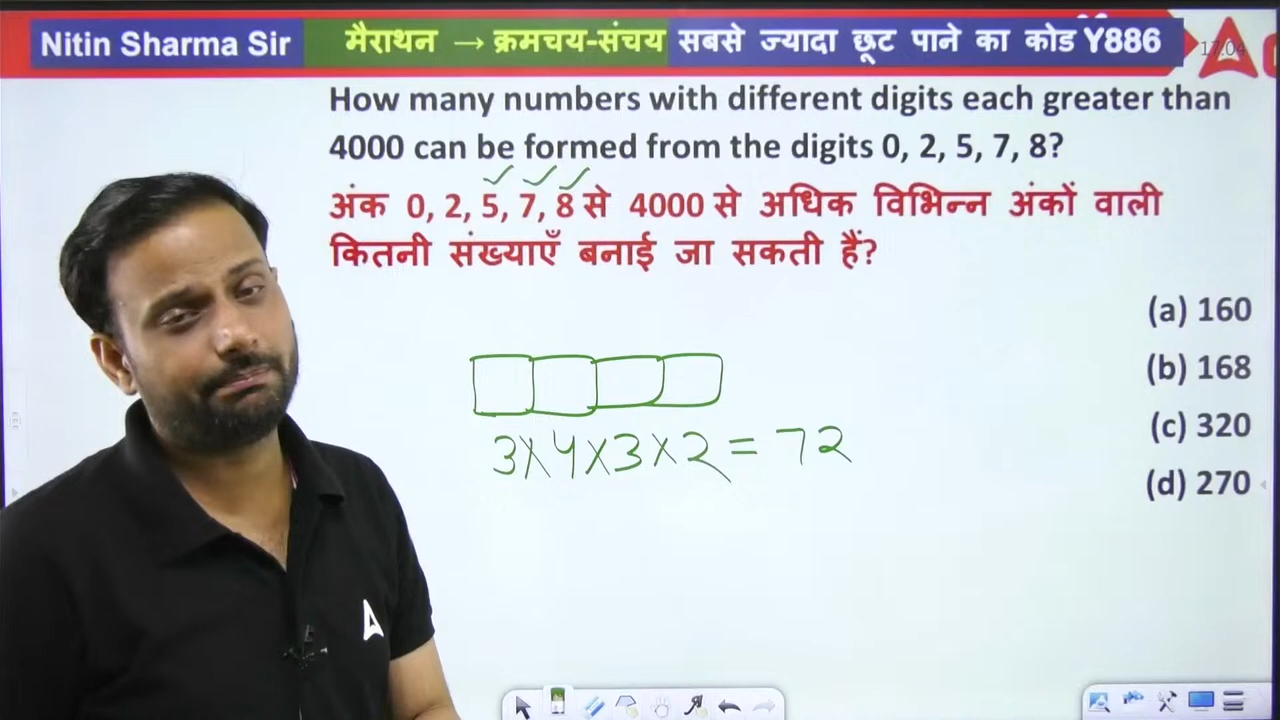 Nitin Sharma Sir
मैराथन → क्रमचय-संचय
सबसे ज्यादा छूट पाने का कोड Y886
17:04
How many numbers with different digits each greater than
4000 can be formed from the digits 0, 2, 5, 7, 8?
अंक 0, 2, 5, 7, 8 से 4000 से अधिक विभिन्न अंकों वाली
कितनी संख्याएँ बनाई जा सकती हैं?
(a) 160
(b) 168
(c) 320
(d) 270
3×4×3×2=72